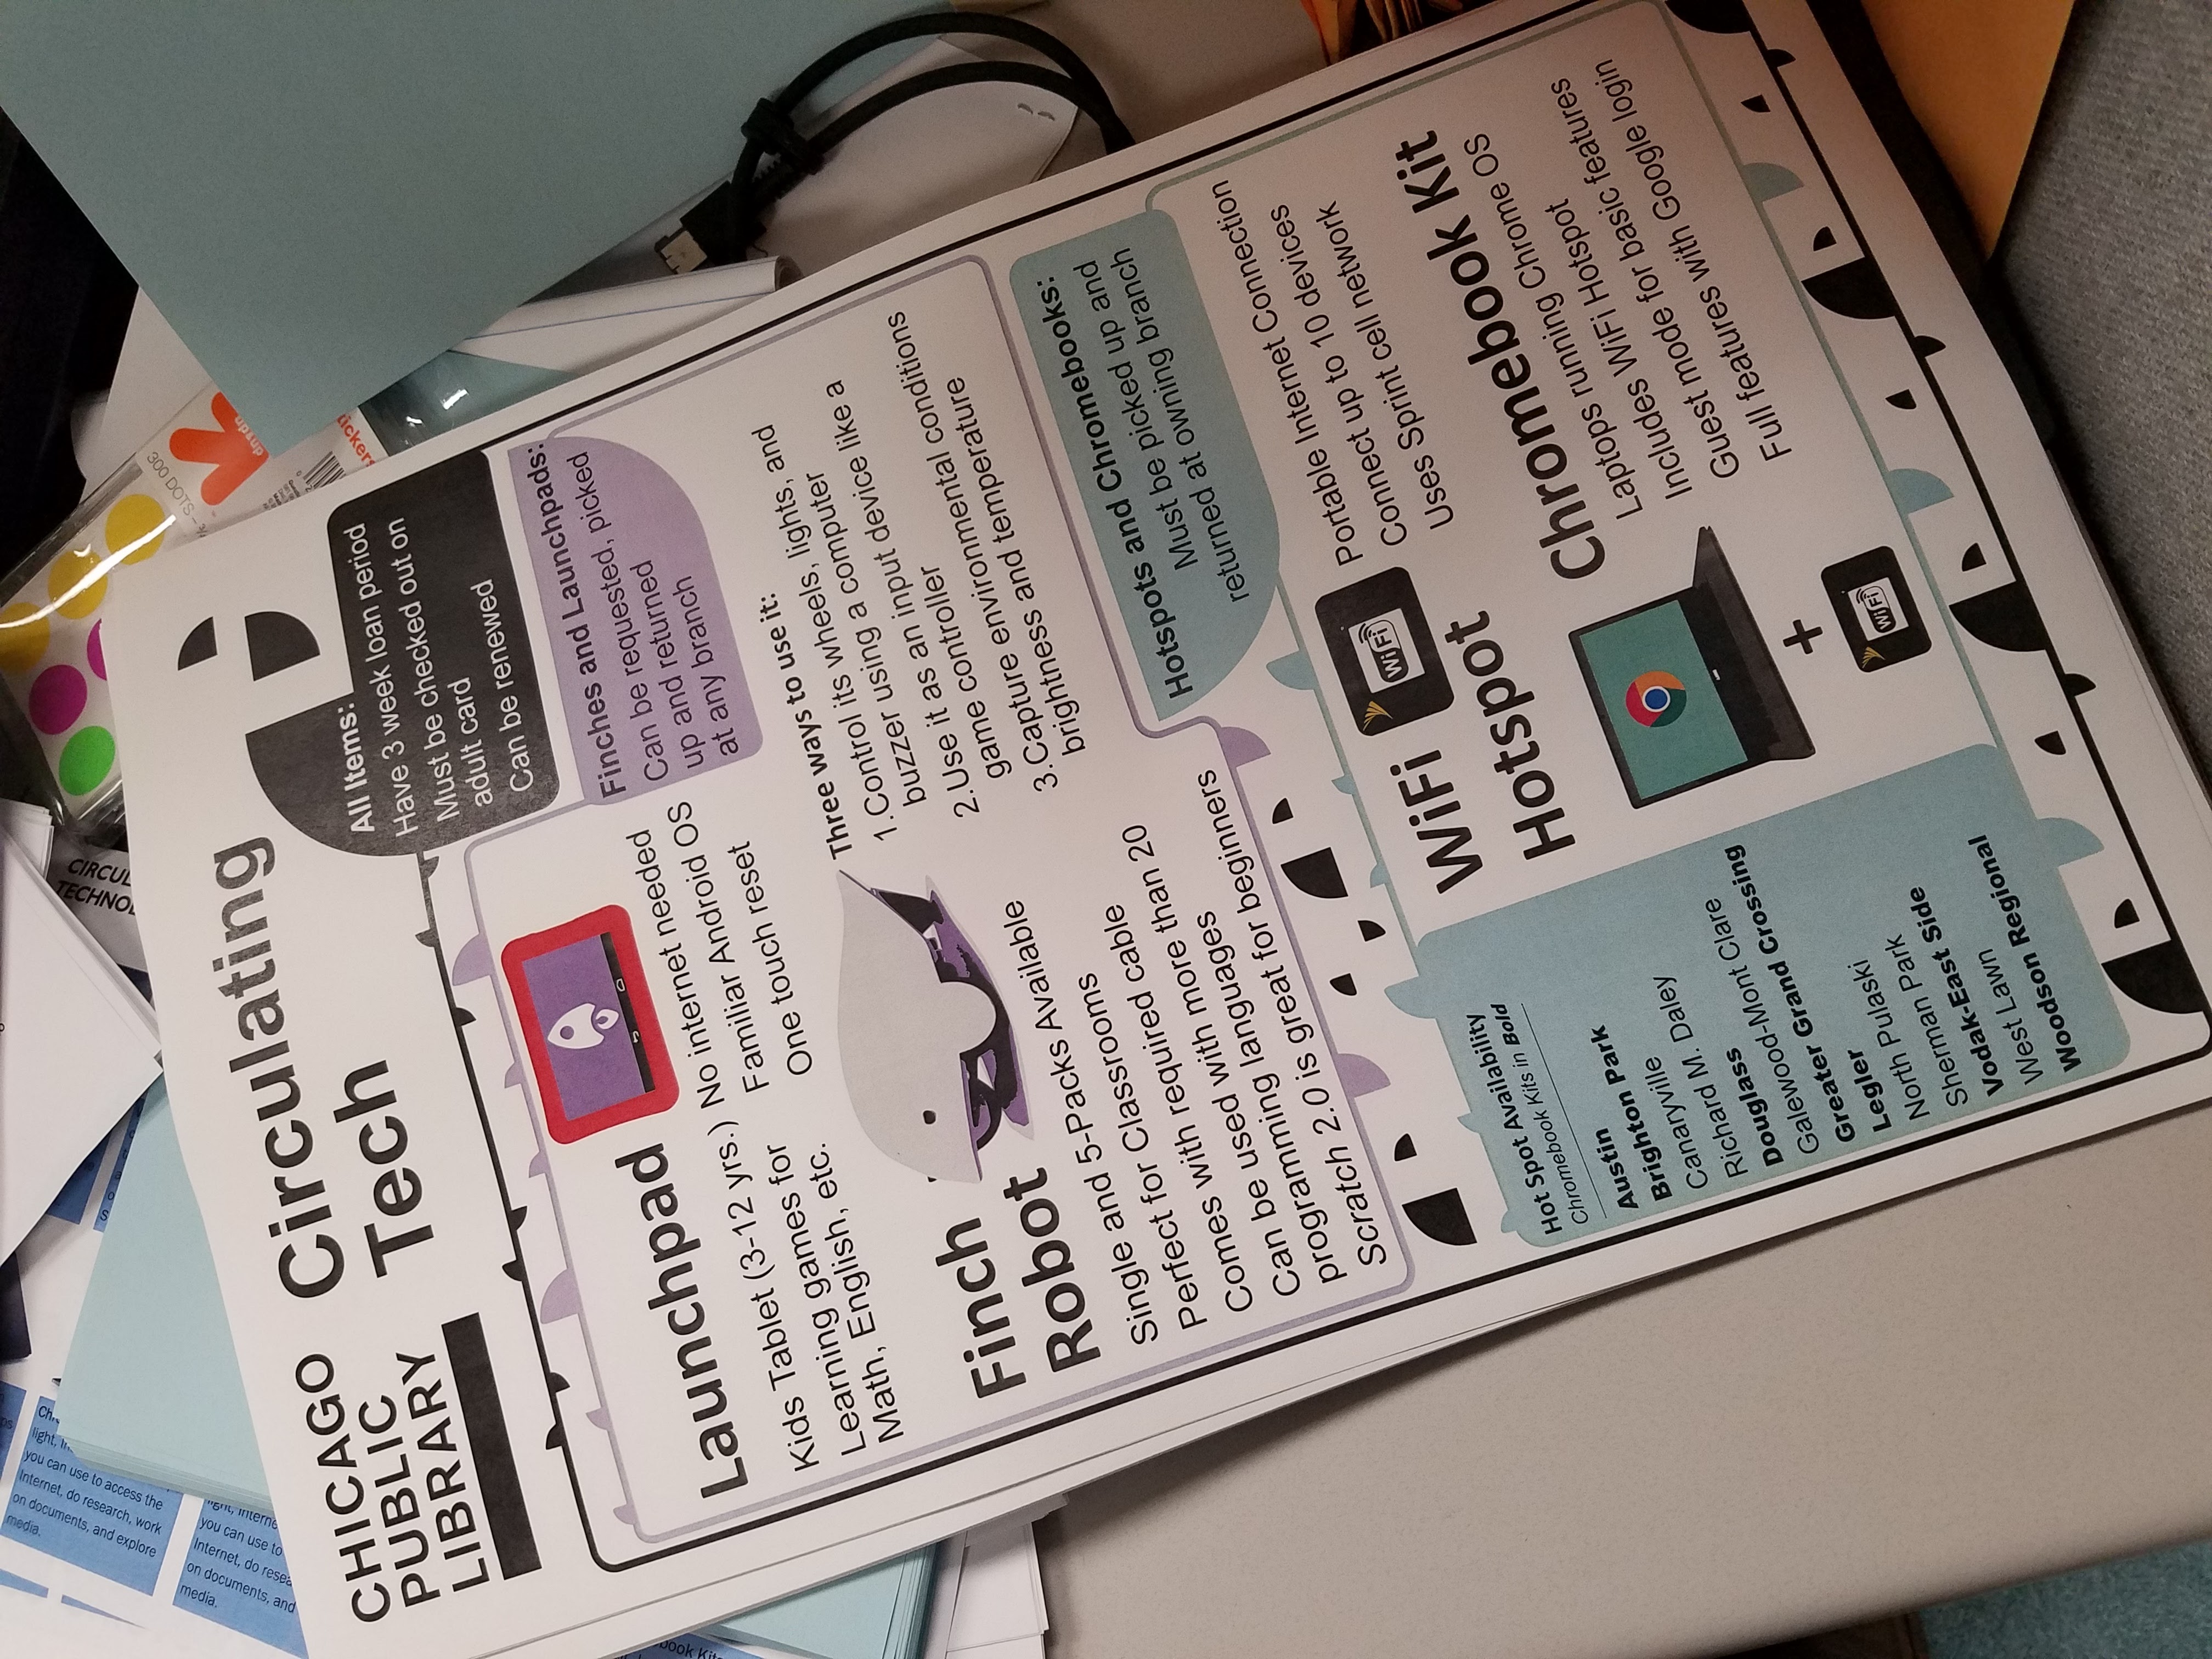 CHICAGO
PUBLIC
LIBRARY
Circulating
Tech
All Items:
Have 3 week loan period
Must be checked out on
adult card
Can be renewed
Launchpad
Kids Tablet (3-12 yrs.)
Learning games for
Math, English, etc.
No internet needed
Familiar Android OS
One touch reset
Finches and Launchpads:
Can be requested, picked
up and returned
at any branch
Finch
Robot
Single and 5-Packs Available
Perfect for Classrooms
Comes with required cable
Can be used with more than 20
programming languages
Scratch 2.0 is great for beginners
Three ways to use it:
1.Control its wheels, lights, and
buzzer using a computer
2.Use it as an input device like a
game controller
3.Capture environmental conditions
brightness and temperature
Hotspots and Chromebooks:
Must be picked up and
returned at owning branch
WiFi
Hotspot
WiFi
Portable Internet Connection
Connect up to 10 devices
Uses Sprint cell network
Chromebook Kit
Laptops running Chrome OS
Includes WiFi Hotspot
Guest mode for basic features
Full features with Google login
+
WiFi
Hot Spot Availability
Chromebook Kits in Bold
Austin
Brighton Park
Canaryville
Richard M. Daley
Douglass
Galewood-Mont Clare
Greater Grand Crossing
Legler
North Pulaski
Sherman Park
Vodak-East Side
West Lawn
Woodson Regional
you can use to access the
Internet, do research, work
on documents, and explore
media.
you can use to
Internet, do
on documents, and
media.
CIRCUL
TECHNO
300 DOTS
upsup